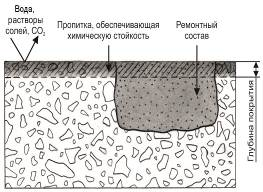 Вода,
растворы
солей, CO₂
Пропитка, обеспечивающая
химическую стойкость
Ремонтный
состав
Глубина покрытия